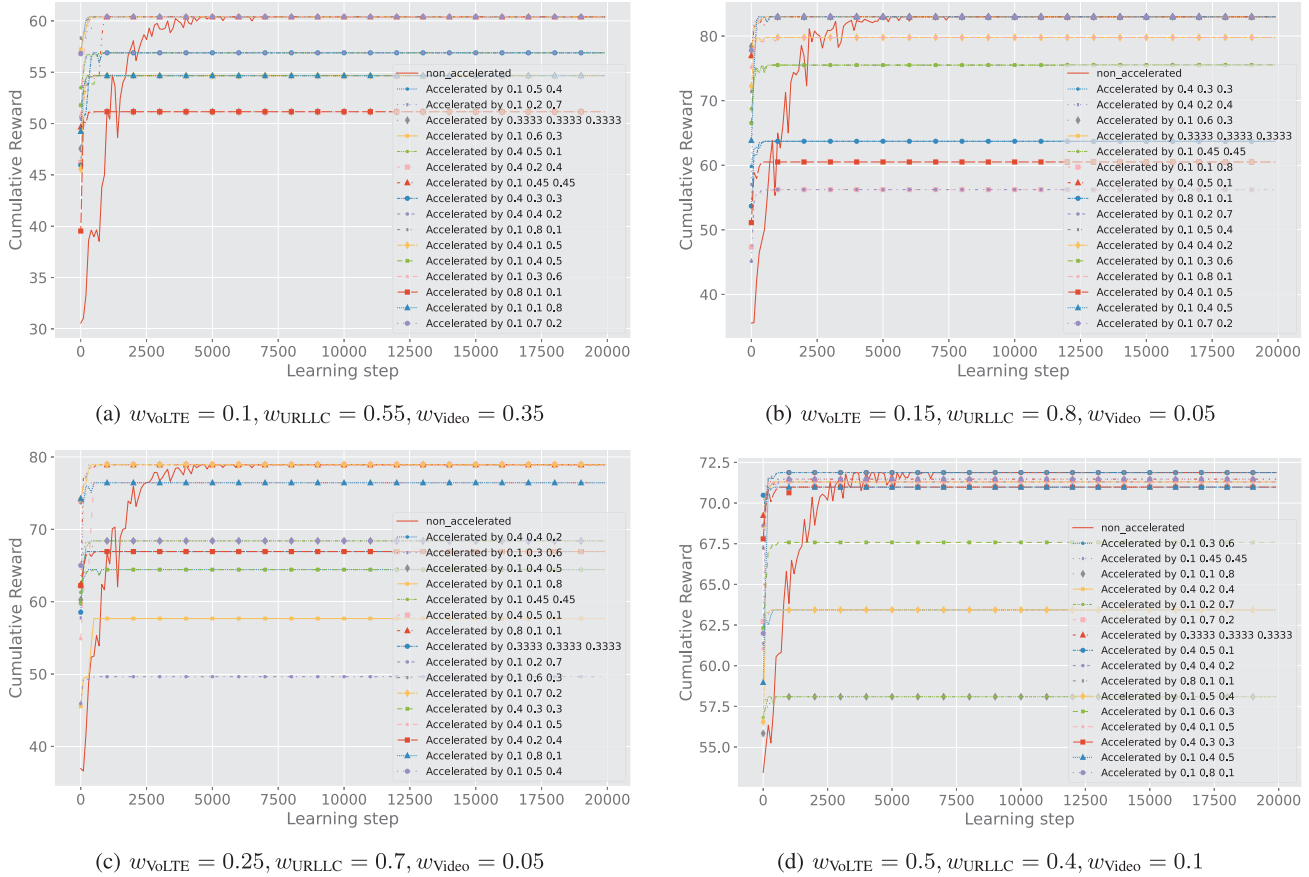 60
55
50
45
40
35
30
Cumulative Reward
non_accelerated
Accelerated by 0.1 0.5 0.4
Accelerated by 0.1 0.2 0.7
Accelerated by 0.3333 0.3333 0.3333
Accelerated by 0.1 0.6 0.3
Accelerated by 0.4 0.5 0.1
Accelerated by 0.4 0.2 0.4
Accelerated by 0.1 0.45 0.45
Accelerated by 0.4 0.3 0.3
Accelerated by 0.4 0.4 0.2
Accelerated by 0.1 0.8 0.1
Accelerated by 0.4 0.1 0.5
Accelerated by 0.1 0.4 0.5
Accelerated by 0.1 0.3 0.6
Accelerated by 0.8 0.1 0.1
Accelerated by 0.1 0.1 0.8
Accelerated by 0.1 0.7 0.2
0 2500 5000 7500 10000 12500 15000 17500 20000
Learning step
(a) w_VoLTE = 0.1, w_URLLC = 0.55, w_Video = 0.35
80
70
60
50
40
Cumulative Reward
non_accelerated
Accelerated by 0.4 0.3 0.3
Accelerated by 0.4 0.2 0.4
Accelerated by 0.1 0.6 0.3
Accelerated by 0.3333 0.3333 0.3333
Accelerated by 0.1 0.45 0.45
Accelerated by 0.1 0.1 0.8
Accelerated by 0.4 0.5 0.1
Accelerated by 0.8 0.1 0.1
Accelerated by 0.1 0.2 0.7
Accelerated by 0.1 0.5 0.4
Accelerated by 0.4 0.4 0.2
Accelerated by 0.1 0.3 0.6
Accelerated by 0.1 0.8 0.1
Accelerated by 0.4 0.1 0.5
Accelerated by 0.1 0.4 0.5
Accelerated by 0.1 0.7 0.2
0 2500 5000 7500 10000 12500 15000 17500 20000
Learning step
(b) w_VoLTE = 0.15, w_URLLC = 0.8, w_Video = 0.05
80
70
60
50
40
Cumulative Reward
non_accelerated
Accelerated by 0.4 0.4 0.2
Accelerated by 0.1 0.3 0.6
Accelerated by 0.1 0.4 0.5
Accelerated by 0.1 0.1 0.8
Accelerated by 0.1 0.45 0.45
Accelerated by 0.4 0.5 0.1
Accelerated by 0.8 0.1 0.1
Accelerated by 0.3333 0.3333 0.3333
Accelerated by 0.1 0.2 0.7
Accelerated by 0.1 0.6 0.3
Accelerated by 0.1 0.7 0.2
Accelerated by 0.4 0.3 0.3
Accelerated by 0.4 0.1 0.5
Accelerated by 0.4 0.2 0.4
Accelerated by 0.1 0.8 0.1
Accelerated by 0.1 0.5 0.4
0 2500 5000 7500 10000 12500 15000 17500 20000
Learning step
(c) w_VoLTE = 0.25, w_URLLC = 0.7, w_Video = 0.05
72.5
70.0
67.5
65.0
62.5
60.0
57.5
55.0
Cumulative Reward
non_accelerated
Accelerated by 0.1 0.3 0.6
Accelerated by 0.1 0.45 0.45
Accelerated by 0.1 0.1 0.8
Accelerated by 0.4 0.2 0.4
Accelerated by 0.1 0.2 0.7
Accelerated by 0.1 0.7 0.2
Accelerated by 0.3333 0.3333 0.3333
Accelerated by 0.4 0.5 0.1
Accelerated by 0.4 0.4 0.2
Accelerated by 0.8 0.1 0.1
Accelerated by 0.1 0.5 0.4
Accelerated by 0.1 0.6 0.3
Accelerated by 0.4 0.1 0.5
Accelerated by 0.4 0.3 0.3
Accelerated by 0.1 0.4 0.5
Accelerated by 0.1 0.8 0.1
0 2500 5000 7500 10000 12500 15000 17500 20000
Learning step
(d) w_VoLTE = 0.5, w_URLLC = 0.4, w_Video = 0.1